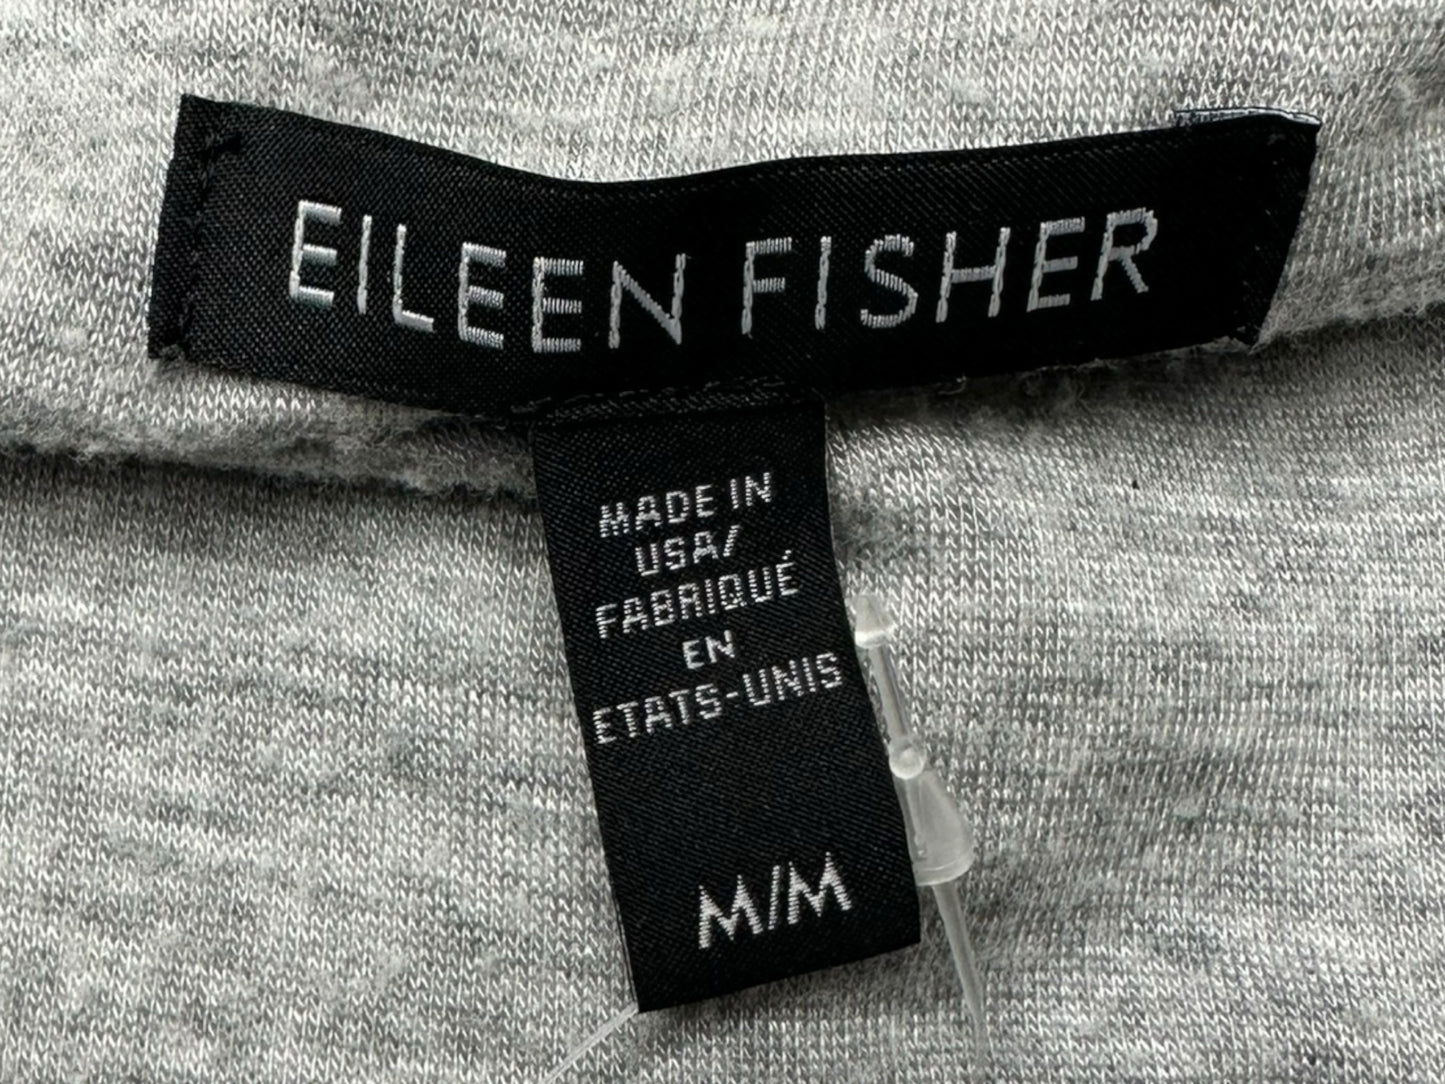 EILEEN FISHER
MADE IN
USA/
FABRIQUÉ
EN
ETATS-UNIS
M/M